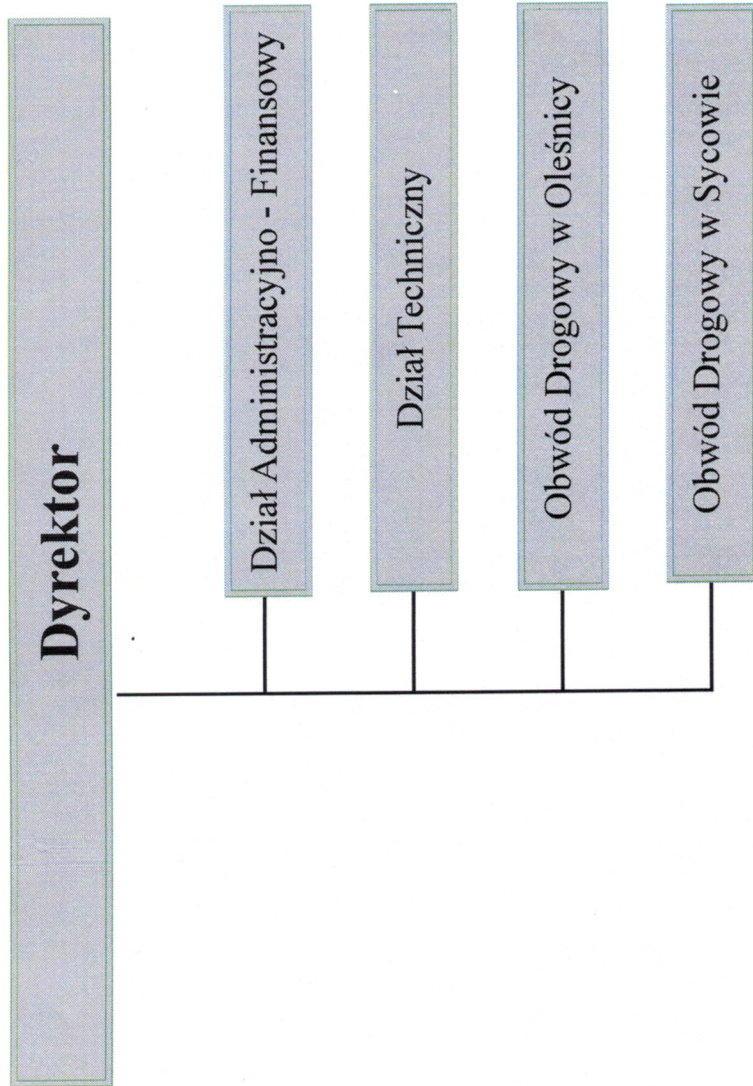 Dyrektor
Dział Administracyjno - Finansowy
Dział Techniczny
Obwód Drogowy w Oleśnicy
Obwód Drogowy w Sycowie